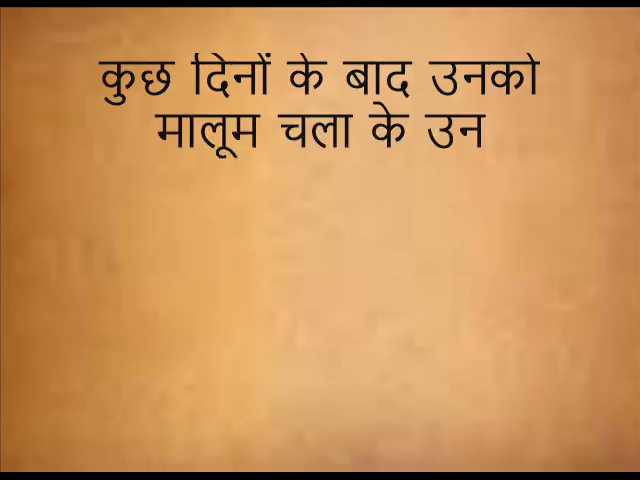 कुछ दिनों के बाद उनको
मालूम चला के उन